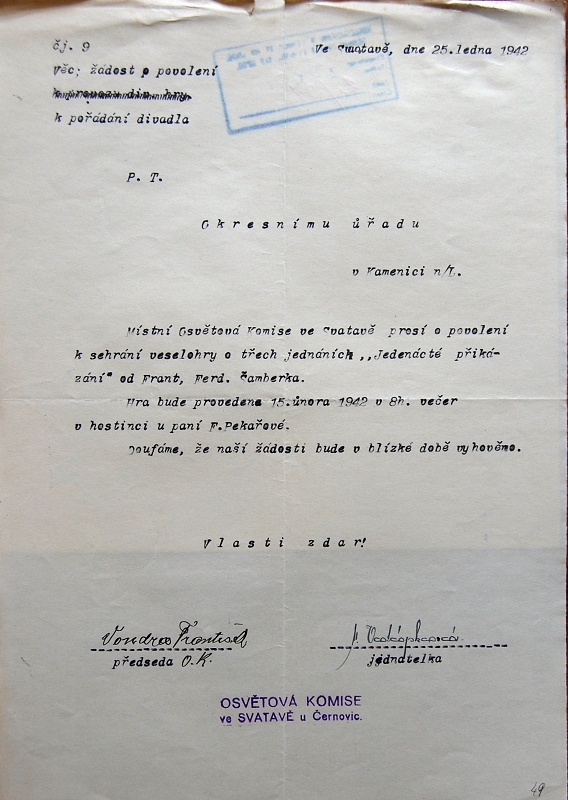 čj. 9
Ve Svatavě, dne 25.ledna 1942
Věc; žádost o povolení
k pořádání divadla
P. T.
Okresnímu úřadu
v Kamenici n/L.
Místní Osvětová Komise ve Svatavě prosí o povolení
k sehrání veselohry o třech jednáních ,,Jedenácté přiká-
zání" od Frant, Ferd. Šamberka.
Hra bude provedena 15.února 1942 v 8h. večer
v hostinci u paní F.Pekařové.
Doufáme, že naší žádosti bude v blízké době vyhověno.
Vlasti zdar!
Vondra František
předseda O.K.
jednatelka
OSVĚTOVÁ KOMISE
ve SVATAVĚ u Černovic.
49